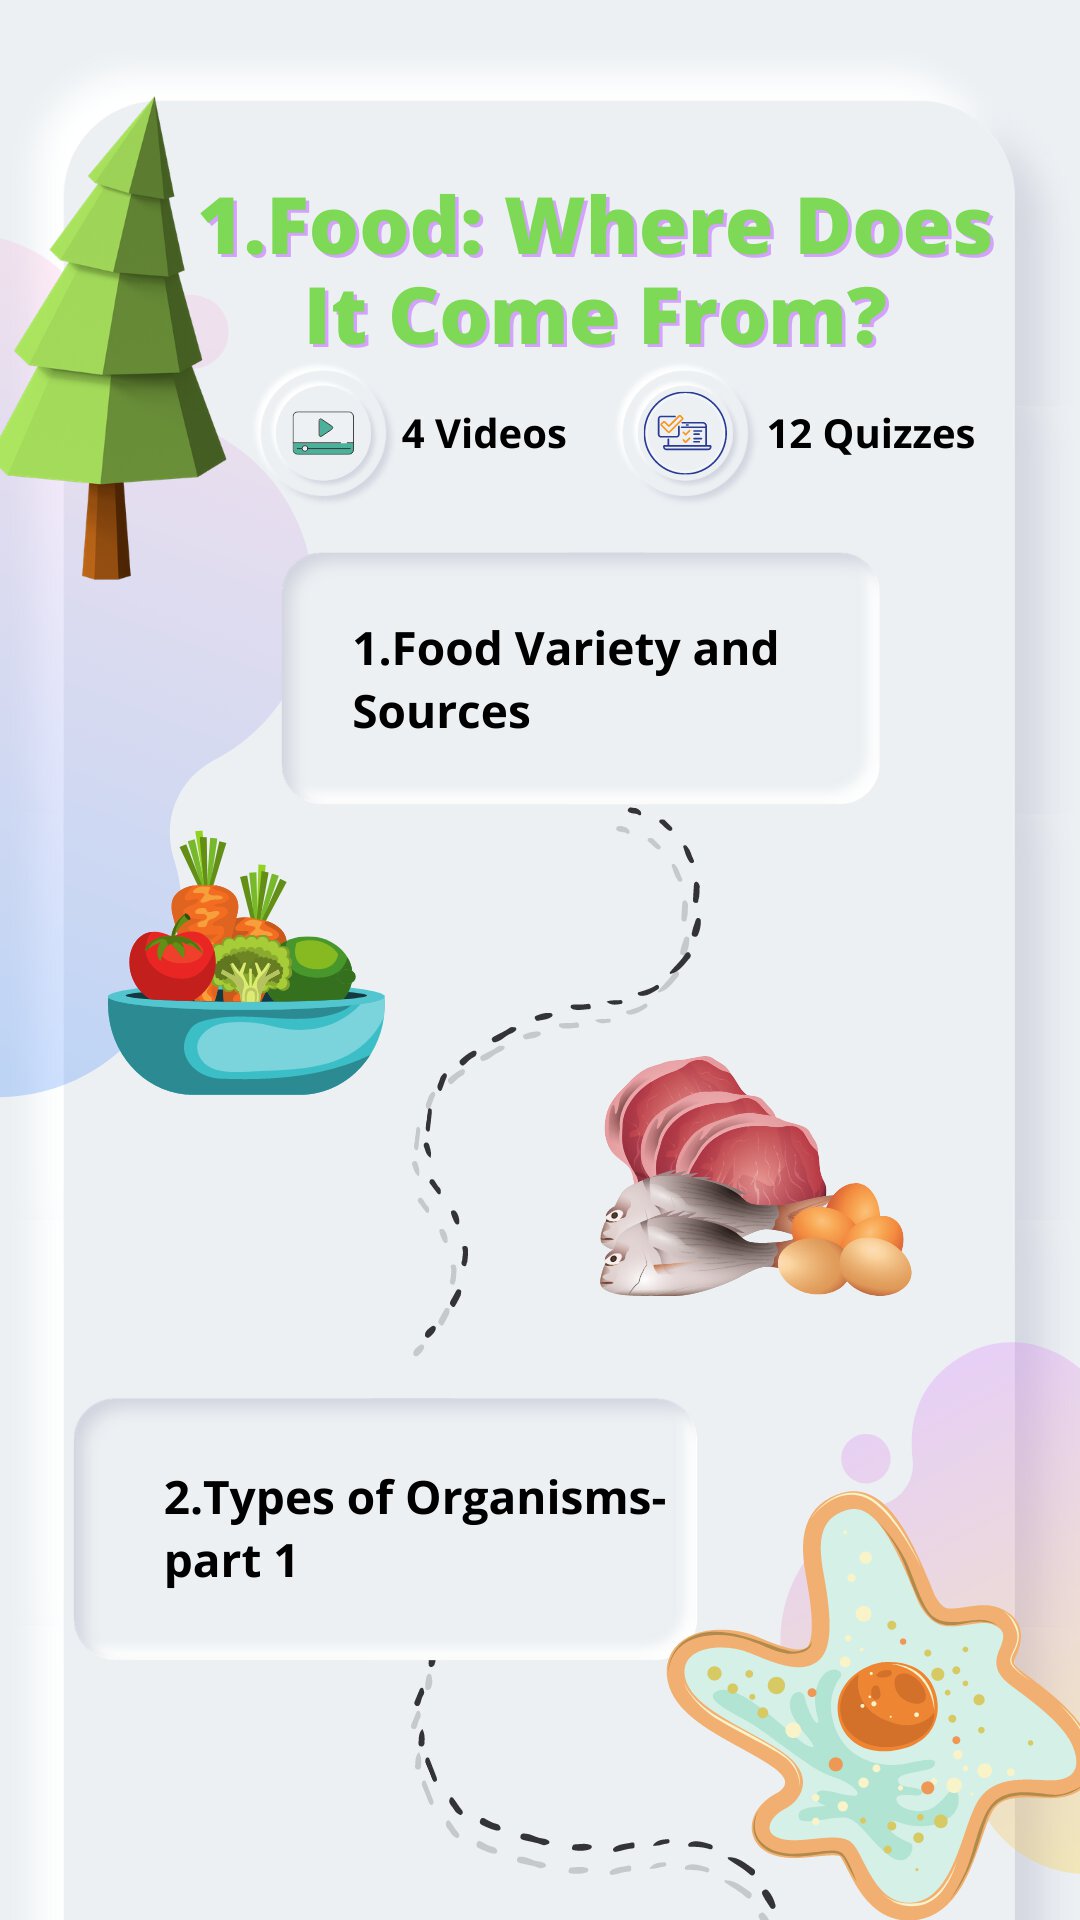 1.Food: Where Does
It Come From?
4 Videos
12 Quizzes
1.Food Variety and
Sources
2.Types of Organisms-
part 1